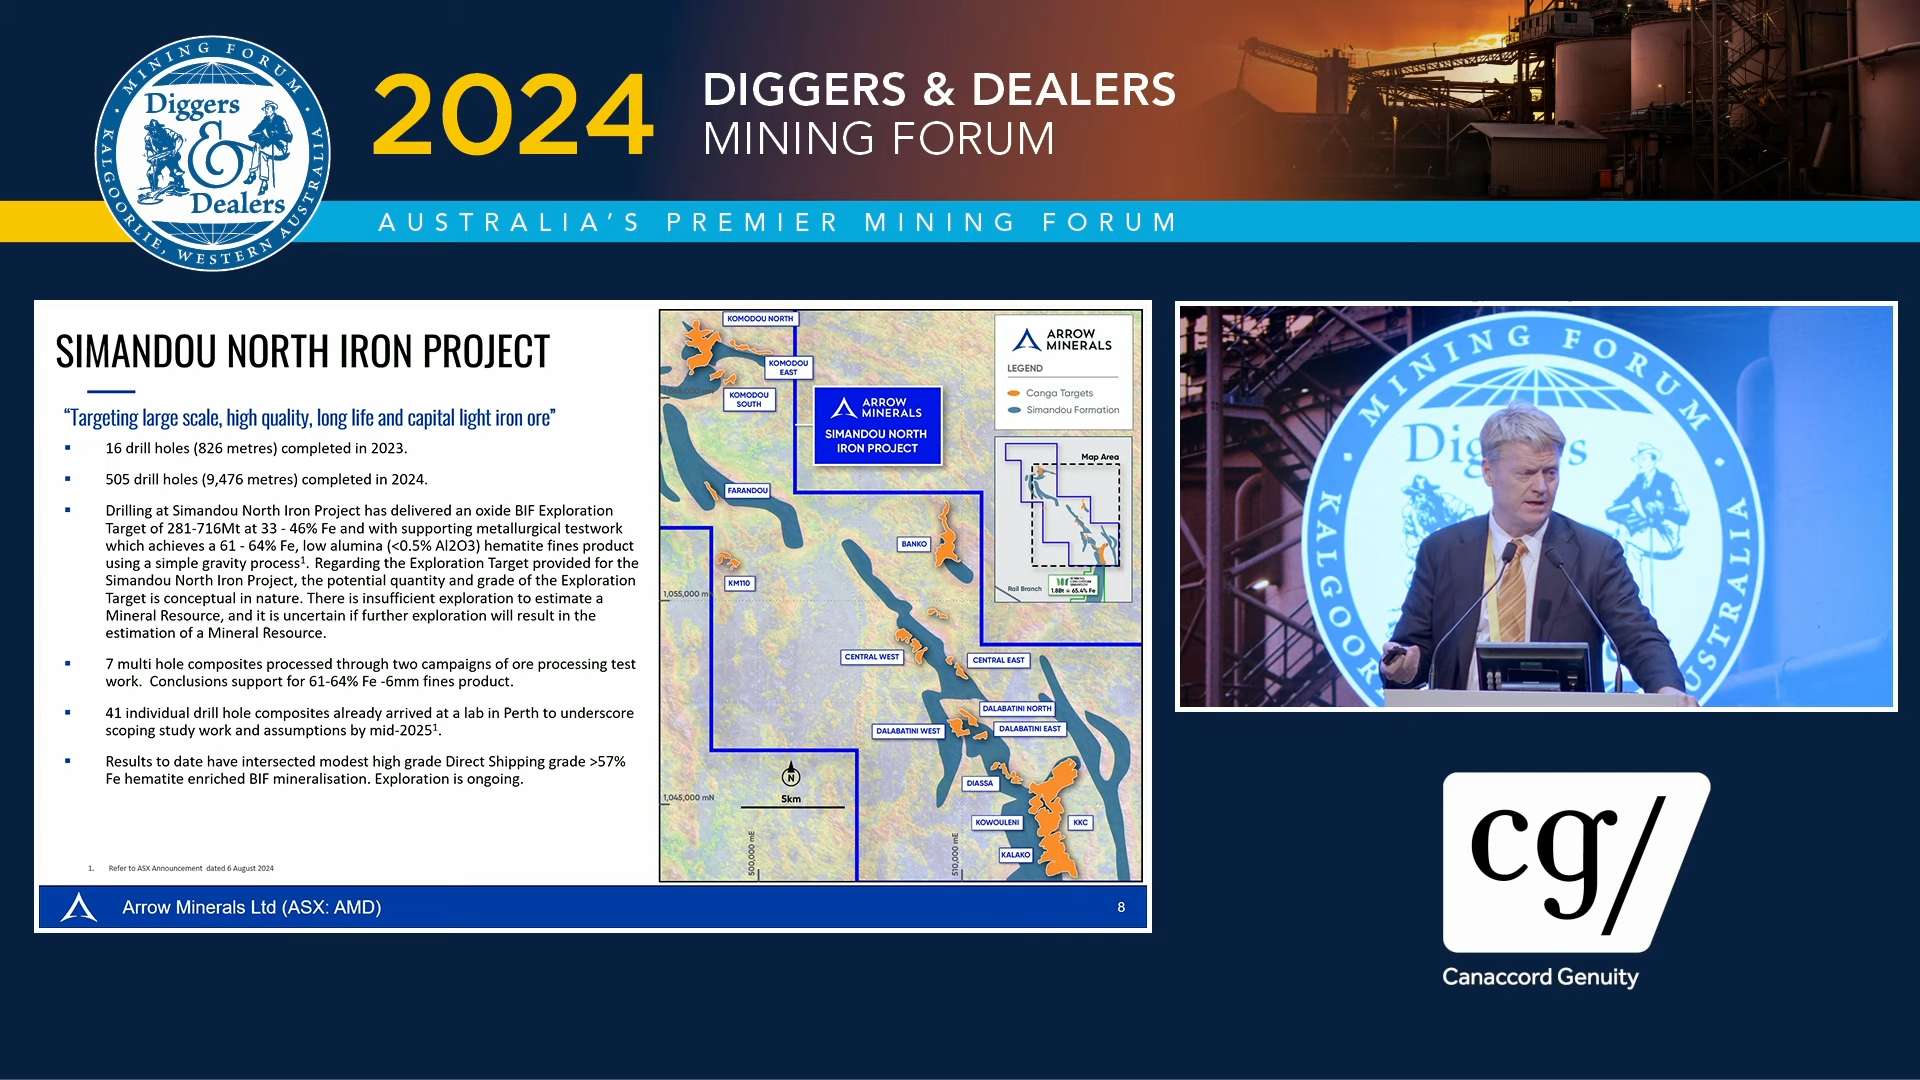 2024
DIGGERS & DEALERS
MINING FORUM
AUSTRALIA'S PREMIER MINING FORUM
MINING FORUM
Diggers
&
Dealers
KALGOORLIE, WESTERN AUSTRALIA
SIMANDOU NORTH IRON PROJECT
“Targeting large scale, high quality, long life and capital light iron ore”
▪ 16 drill holes (826 metres) completed in 2023.
▪ 505 drill holes (9,476 metres) completed in 2024.
▪ Drilling at Simandou North Iron Project has delivered an oxide BIF Exploration
Target of 281-716Mt at 33 - 46% Fe and with supporting metallurgical testwork
which achieves a 61 - 64% Fe, low alumina (<0.5% Al2O3) hematite fines product
using a simple gravity process¹. Regarding the Exploration Target provided for the
Simandou North Iron Project, the potential quantity and grade of the Exploration
Target is conceptual in nature. There is insufficient exploration to estimate a
Mineral Resource, and it is uncertain if further exploration will result in the
estimation of a Mineral Resource.
▪ 7 multi hole composites processed through two campaigns of ore processing test
work. Conclusions support for 61-64% Fe -6mm fines product.
▪ 41 individual drill hole composites already arrived at a lab in Perth to underscore
scoping study work and assumptions by mid-2025¹.
▪ Results to date have intersected modest high grade Direct Shipping grade >57%
Fe hematite enriched BIF mineralisation. Exploration is ongoing.
1. Refer to ASX Announcement dated 6 August 2024
Arrow Minerals Ltd (ASX: AMD)
8
KOMODOU NORTH
KOMODOU
EAST
KOMODOU
SOUTH
ARROW
MINERALS
SIMANDOU NORTH
IRON PROJECT
ARROW
MINERALS
LEGEND
Canga Targets
Simandou Formation
Map Area
Rail Branch
1.8Bt @ 65.4% Fe
FARANDOU
BANKO
KM110
1,055,000 m
CENTRAL WEST
CENTRAL EAST
DALABATINI NORTH
DALABATINI WEST
DALABATINI EAST
DIASSA
KOWOULENI
KKC
KALAKO
N
5km
1,045,000 mN
500,000 mE
510,000 mE
MINING FORUM
Dig
s
KALGOOR
AUSTRALIA
cg/
Canaccord Genuity